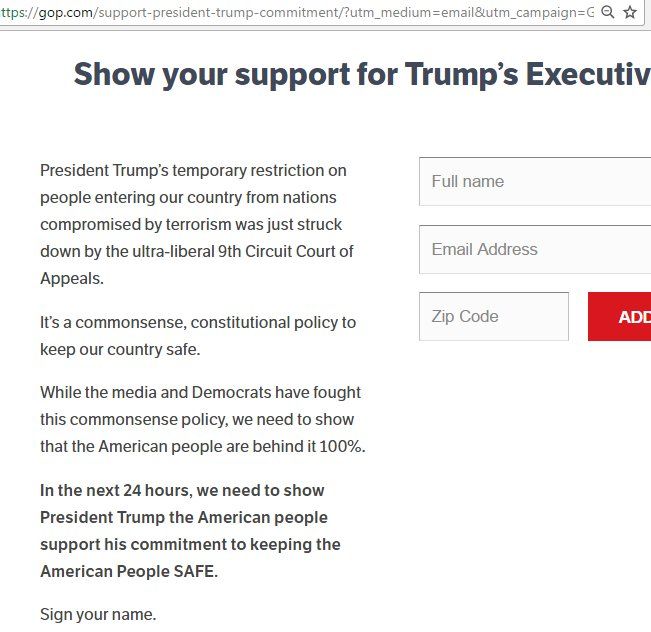 ttps://gop.com/support-president-trump-commitment/?utm_medium=email&utm_campaign=G
Show your support for Trump's Executiv
President Trump's temporary restriction on
people entering our country from nations
compromised by terrorism was just struck
down by the ultra-liberal 9th Circuit Court of
Appeals.
It's a commonsense, constitutional policy to
keep our country safe.
While the media and Democrats have fought
this commonsense policy, we need to show
that the American people are behind it 100%.
In the next 24 hours, we need to show
President Trump the American people
support his commitment to keeping the
American People SAFE.
Sign your name.
Full name
Email Address
Zip Code
ADD